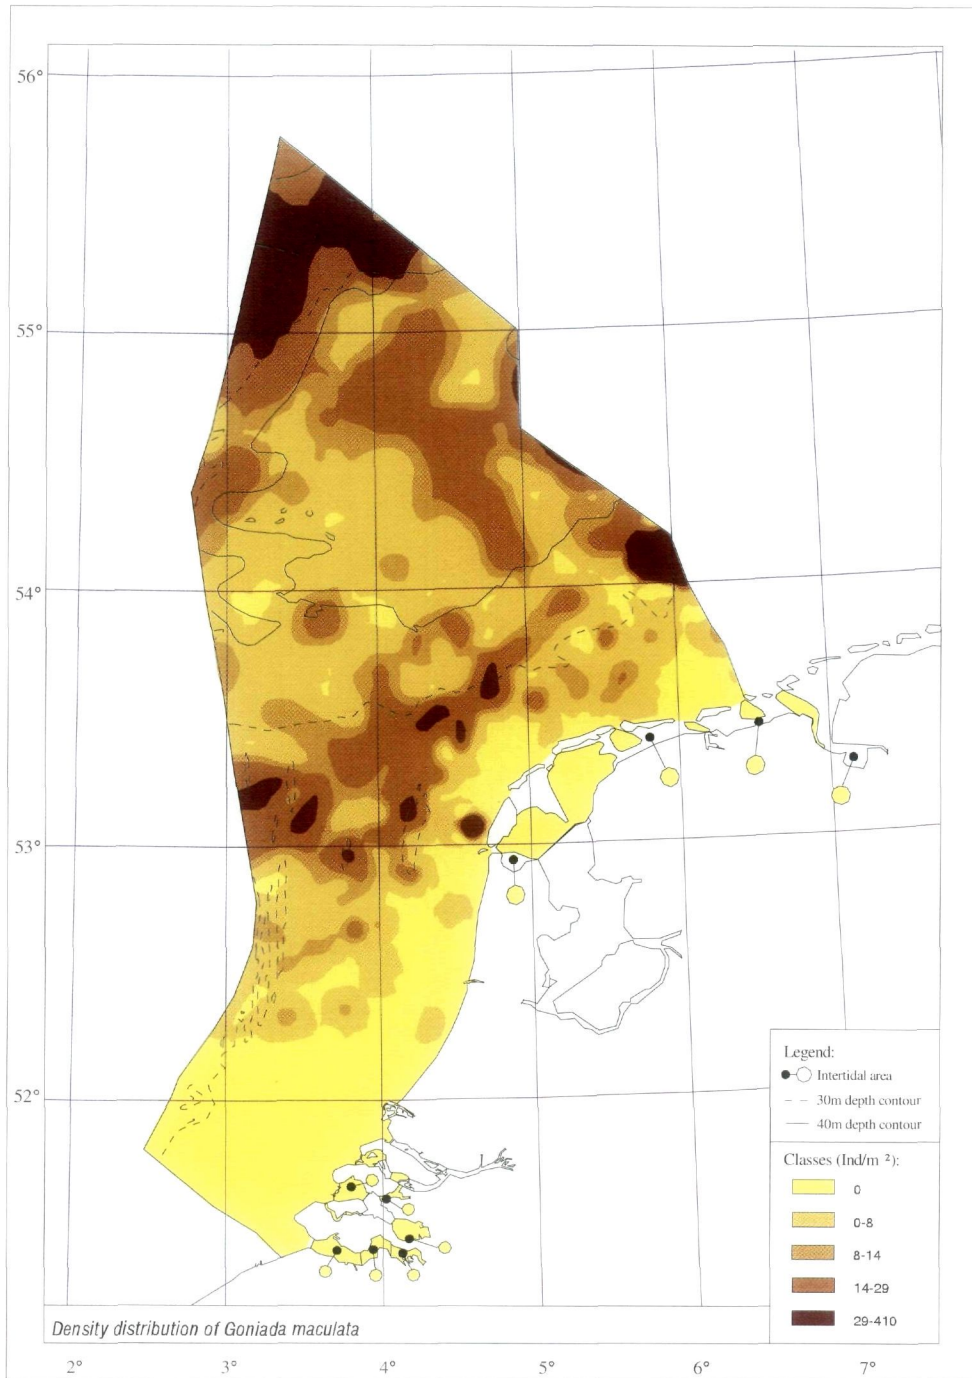 56°
55°
54°
53°
52°
Legend:
Intertidal area
30m depth contour
40m depth contour
Classes (Ind/m ²):
0
0-8
8-14
14-29
29-410
Density distribution of Goniada maculata
2° 3° 4° 5° 6° 7°